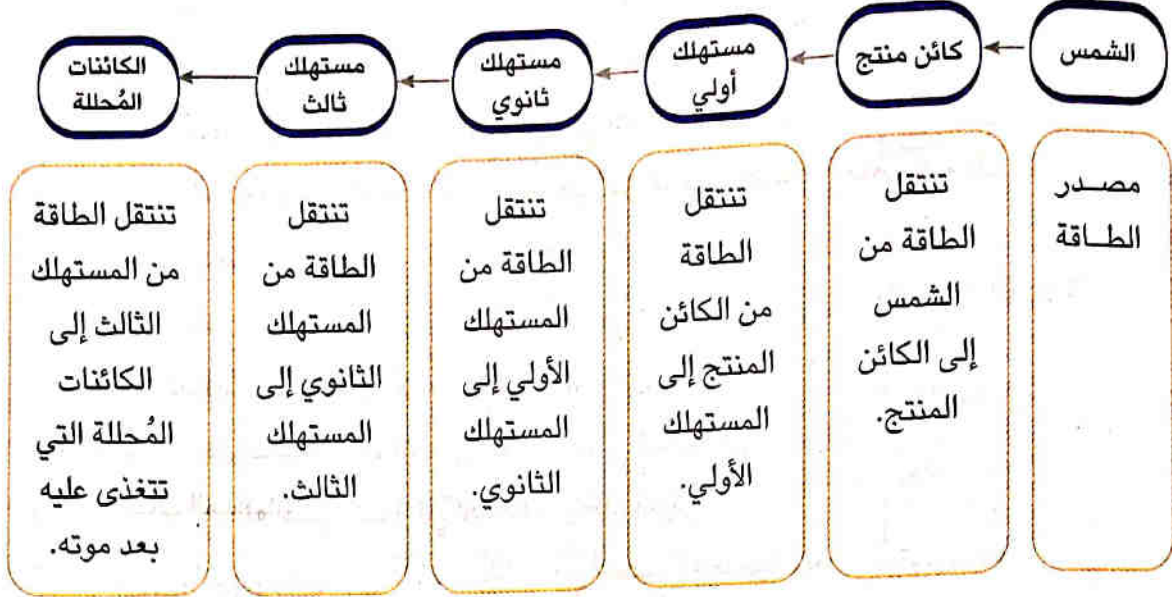 الشمس
كائن منتج
مستهلك
أولي
مستهلك
ثانوي
مستهلك
ثالث
الكائنات
المُحللة
مصـدر
الطـاقة
تنتقل
الطاقة من
الشمس
إلى الكائن
المنتج.
تنتقل
الطاقة
من الكائن
المنتج إلى
المستهلك
الأولي.
تنتقل
الطاقة من
المستهلك
الأولي إلى
المستهلك
الثانوي.
تنتقل
الطاقة من
المستهلك
الثانوي إلى
المستهلك
الثالث.
تنتقل الطاقة
من المستهلك
الثالث إلى
الكائنات
المُحللة التي
تتغذى عليه
بعد موته.